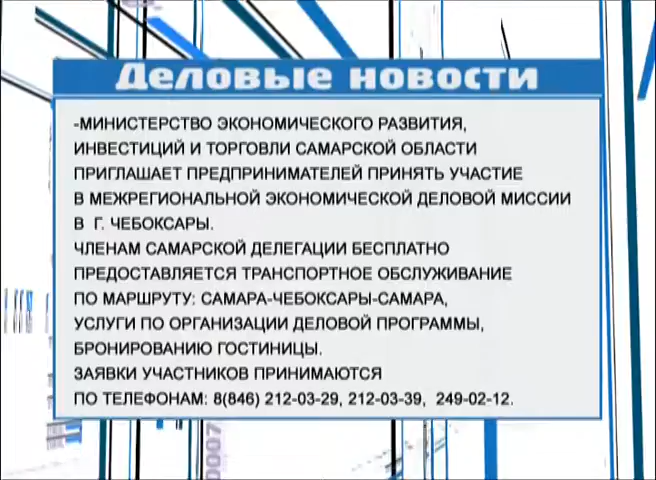 Деловые новости
-МИНИСТЕРСТВО ЭКОНОМИЧЕСКОГО РАЗВИТИЯ,
ИНВЕСТИЦИЙ И ТОРГОВЛИ САМАРСКОЙ ОБЛАСТИ
ПРИГЛАШАЕТ ПРЕДПРИНИМАТЕЛЕЙ ПРИНЯТЬ УЧАСТИЕ
В МЕЖРЕГИОНАЛЬНОЙ ЭКОНОМИЧЕСКОЙ ДЕЛОВОЙ МИССИИ
В Г. ЧЕБОКСАРЫ.
ЧЛЕНАМ САМАРСКОЙ ДЕЛЕГАЦИИ БЕСПЛАТНО
ПРЕДОСТАВЛЯЕТСЯ ТРАНСПОРТНОЕ ОБСЛУЖИВАНИЕ
ПО МАРШРУТУ: САМАРА-ЧЕБОКСАРЫ-САМАРА,
УСЛУГИ ПО ОРГАНИЗАЦИИ ДЕЛОВОЙ ПРОГРАММЫ,
БРОНИРОВАНИЮ ГОСТИНИЦЫ.
ЗАЯВКИ УЧАСТНИКОВ ПРИНИМАЮТСЯ
ПО ТЕЛЕФОНАМ: 8(846) 212-03-29, 212-03-39, 249-02-12.